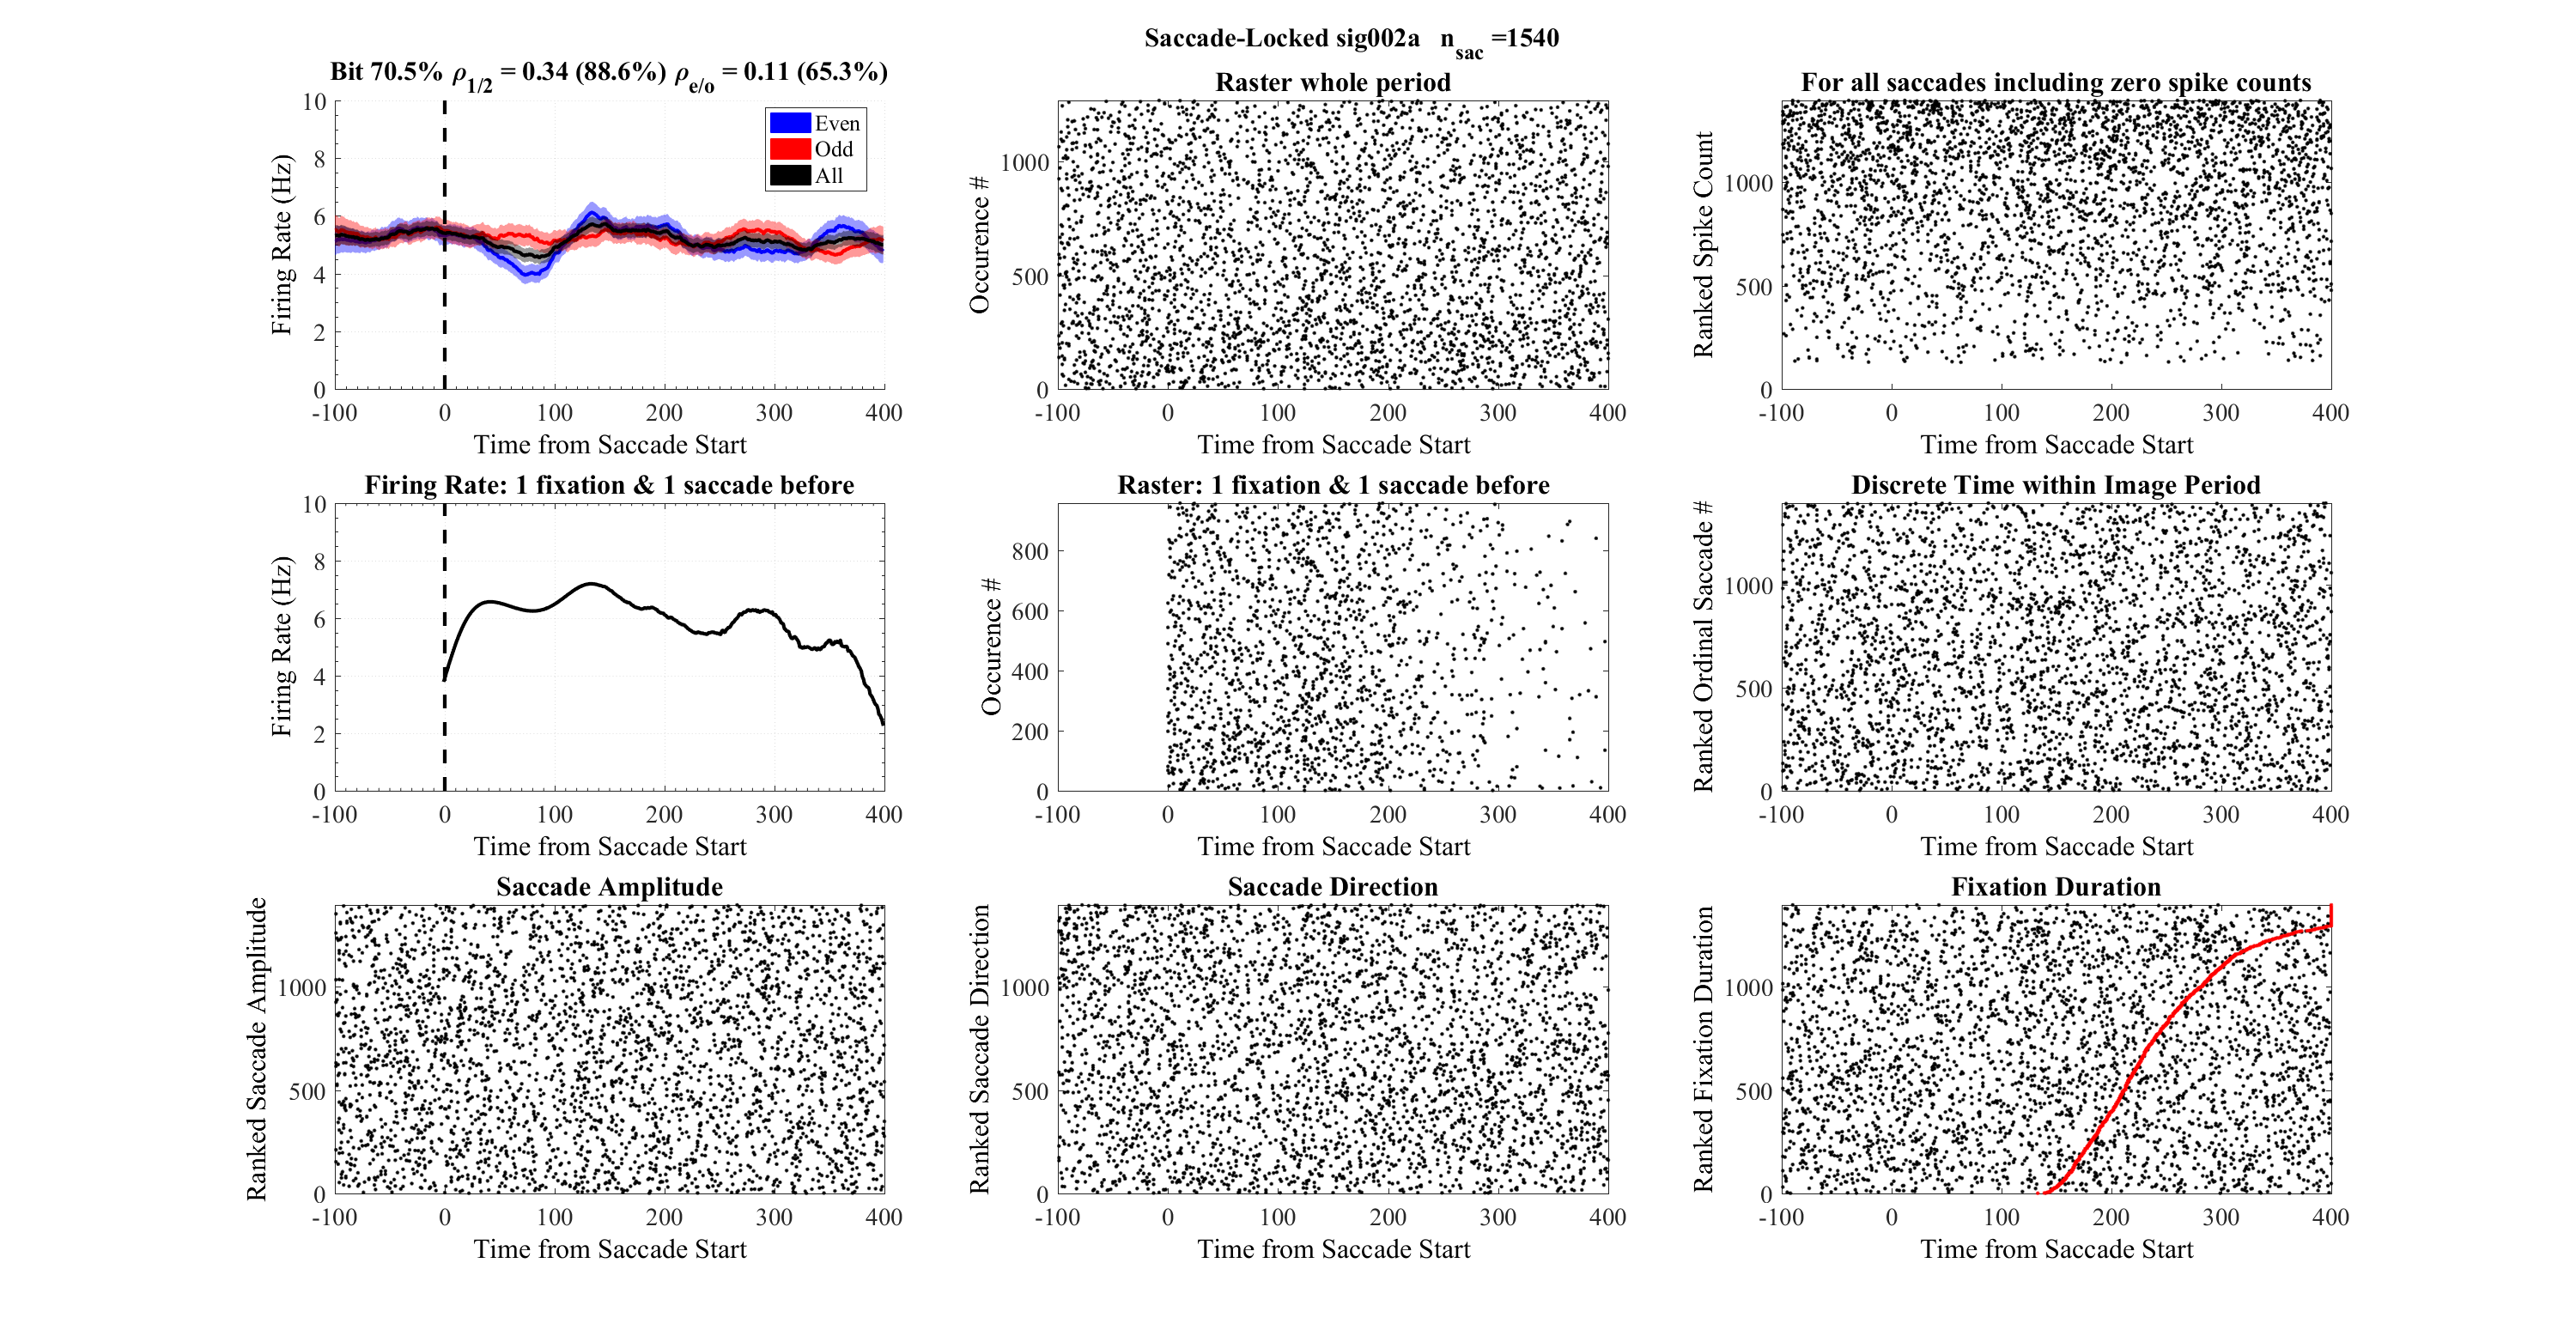 Saccade-Locked sig002a n_sac =1540
Bit 70.5% ρ_1/2 = 0.34 (88.6%) ρ_e/o = 0.11 (65.3%)
Firing Rate (Hz)
10
8
6
4
2
0
Even
Odd
All
-100 0 100 200 300 400
Time from Saccade Start
Raster whole period
Occurence #
1000
500
0
-100 0 100 200 300 400
Time from Saccade Start
For all saccades including zero spike counts
Ranked Spike Count
1000
500
0
-100 0 100 200 300 400
Time from Saccade Start
Firing Rate: 1 fixation & 1 saccade before
Firing Rate (Hz)
10
8
6
4
2
0
-100 0 100 200 300 400
Time from Saccade Start
Raster: 1 fixation & 1 saccade before
Occurence #
800
600
400
200
0
-100 0 100 200 300 400
Time from Saccade Start
Discrete Time within Image Period
Ranked Ordinal Saccade #
1000
500
0
-100 0 100 200 300 400
Time from Saccade Start
Saccade Amplitude
Ranked Saccade Amplitude
1000
500
0
-100 0 100 200 300 400
Time from Saccade Start
Saccade Direction
Ranked Saccade Direction
1000
500
0
-100 0 100 200 300 400
Time from Saccade Start
Fixation Duration
Ranked Fixation Duration
1000
500
0
-100 0 100 200 300 400
Time from Saccade Start